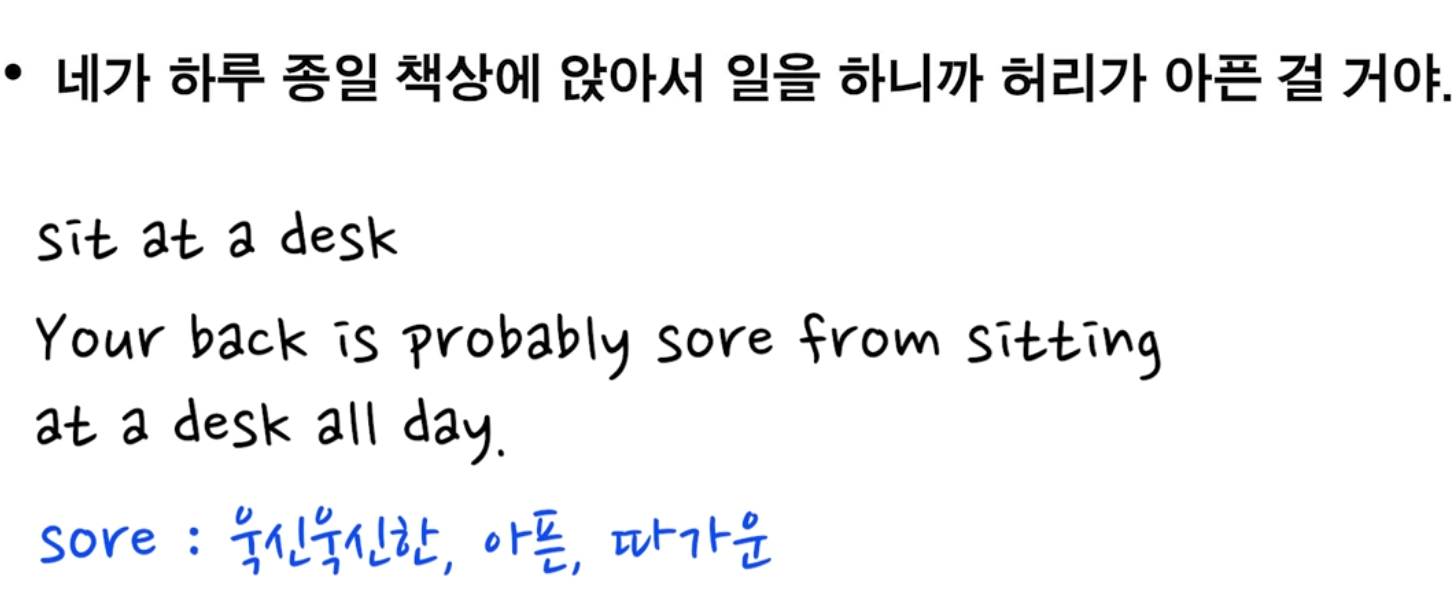 • 네가 하루 종일 책상에 앉아서 일을 하니까 허리가 아픈 걸 거야.
sit at a desk
Your back is probably sore from sitting
at a desk all day.
sore : 욱신욱신한, 아픈, 따가운